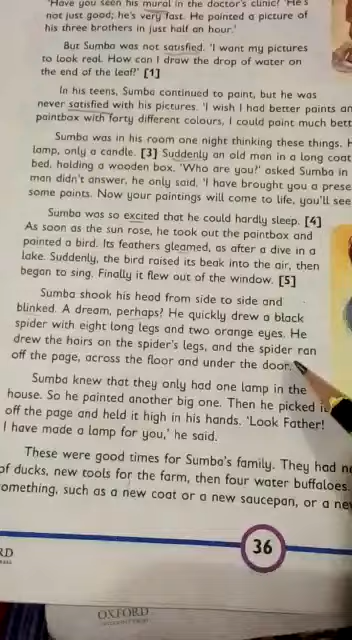 'Have you seen his mural in the doctor's clinic? 'He's
not just good; he's very fast. He painted a picture of
his three brothers in just half an hour.'
But Sumba was not satisfied. 'I want my pictures
to look real. How can I draw the drop of water on
the end of the leaf?' [1]
In his teens, Sumba continued to paint, but he was
never satisfied with his pictures. 'I wish I had better paints an
paintbox with forty different colours, I could paint much bett
Sumba was in his room one night thinking these things. H
lamp, only a candle. [3] Suddenly an old man in a long coat
bed, holding a wooden box. 'Who are you?' asked Sumba in
man didn't answer, he only said, 'I have brought you a prese
some paints. Now your paintings will come to life, you'll see
Sumba was so excited that he could hardly sleep. [4]
As soon as the sun rose, he took out the paintbox and
painted a bird. Its feathers gleamed, as after a dive in a
lake. Suddenly, the bird raised its beak into the air, then
began to sing. Finally it flew out of the window. [5]
Sumba shook his head from side to side and
blinked. A dream, perhaps? He quickly drew a black
spider with eight long legs and two orange eyes. He
drew the hairs on the spider's legs, and the spider ran
off the page, across the floor and under the door.
Sumba knew that they only had one lamp in the
house. So he painted another big one. Then he picked i
off the page and held it high in his hands. 'Look Father!
I have made a lamp for you,' he said.
These were good times for Sumba's family. They had n
of ducks, new tools for the farm, then four water buffaloes.
omething, such as a new coat or a new saucepan, or a ne
36
RD
OXFORD